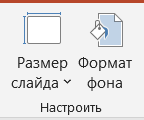 Размер Формат
слайда фона
Настроить